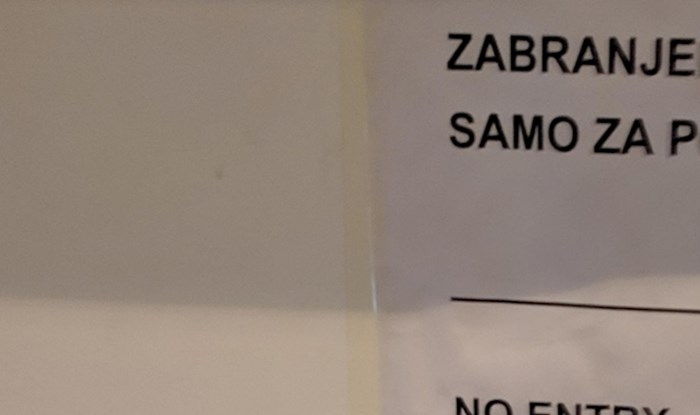 ZABRANJE
SAMO ZA P
NO ENTRY